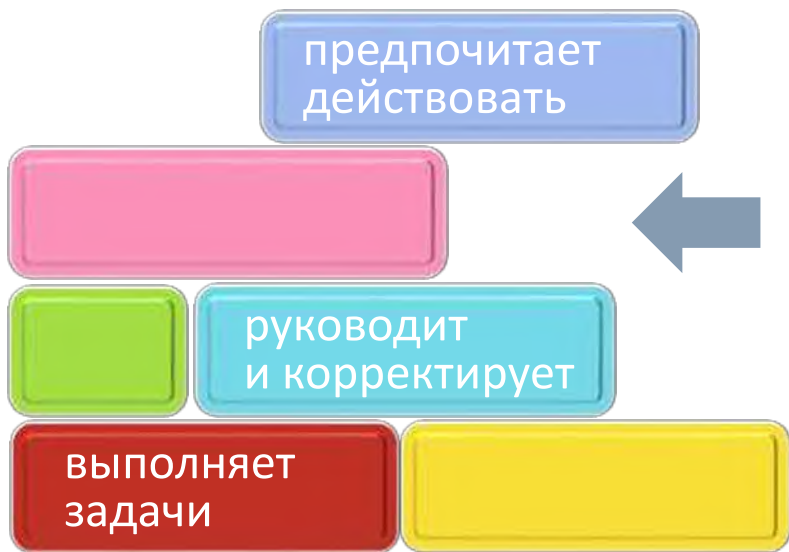 предпочитает
действовать
руководит
и корректирует
выполняет
задачи